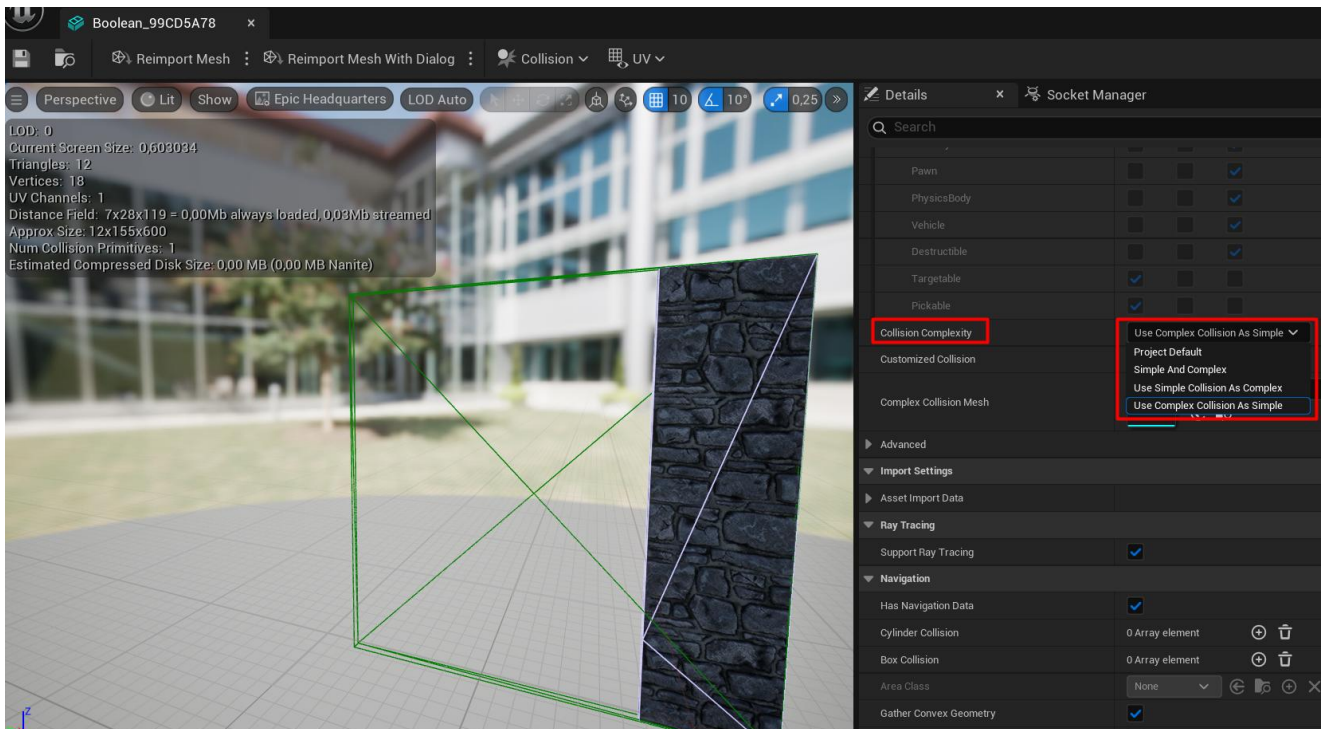 Boolean_99CD5A78 ×
Reimport Mesh Reimport Mesh With Dialog Collision UV
Perspective Lit Show Epic Headquarters LOD Auto 10 10° 0,25 »
LOD: 0
Current Screen Size: 0,603034
Triangles: 12
Vertices: 18
UV Channels: 1
Distance Field: 7x28x119 = 0,00Mb always loaded, 0,03Mb streamed
Approx Size: 12x155x600
Num Collision Primitives: 1
Estimated Compressed Disk Size: 0,00 MB (0,00 MB Nanite)
z
Details × Socket Manager
Search
Pawn
PhysicsBody
Vehicle
Destructible
Targetable
Pickable
Collision Complexity Use Complex Collision As Simple
Project Default
Customized Collision
Simple And Complex
Use Simple Collision As Complex
Complex Collision Mesh
Use Complex Collision As Simple
Advanced
Import Settings
Asset Import Data
Ray Tracing
Support Ray Tracing
Navigation
Has Navigation Data
Cylinder Collision 0 Array element
Box Collision 0 Array element
Area Class None
Gather Convex Geometry